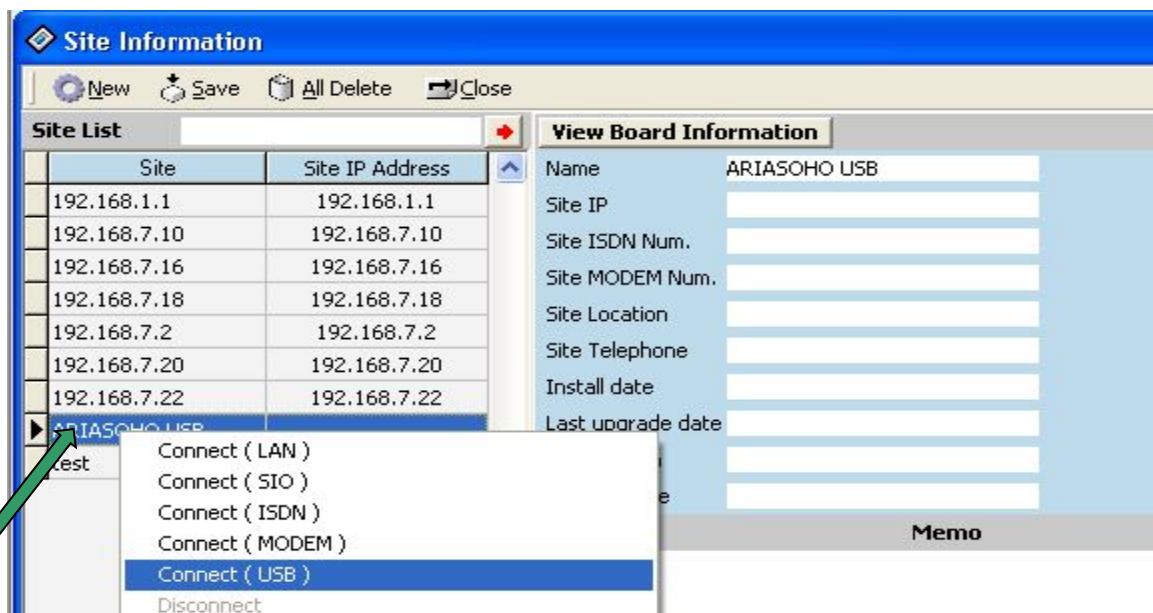 Site Information
New Save All Delete Close
Site List
View Board Information
Site Site IP Address
192.168.1.1 192.168.1.1
192.168.7.10 192.168.7.10
192.168.7.16 192.168.7.16
192.168.7.18 192.168.7.18
192.168.7.2 192.168.7.2
192.168.7.20 192.168.7.20
192.168.7.22 192.168.7.22
ARIASOHO USB
test
Connect ( LAN )
Connect ( SIO )
Connect ( ISDN )
Connect ( MODEM )
Connect ( USB )
Disconnect
Name ARIASOHO USB
Site IP
Site ISDN Num.
Site MODEM Num.
Site Location
Site Telephone
Install date
Last upgrade date
Memo